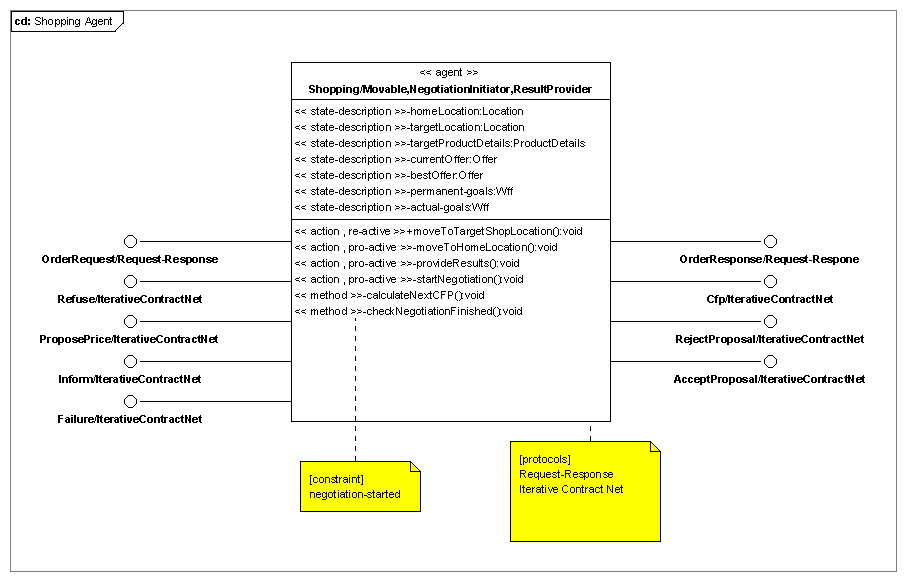 cd: Shopping Agent
<< agent >>
Shopping/Movable,NegotiationInitiator,ResultProvider
<< state-description >>-homeLocation:Location
<< state-description >>-targetLocation:Location
<< state-description >>-targetProductDetails:ProductDetails
<< state-description >>-currentOffer:Offer
<< state-description >>-bestOffer:Offer
<< state-description >>-permanent-goals:Wff
<< state-description >>-actual-goals:Wff
<< action , re-active >>+moveToTargetShopLocation():void
<< action , pro-active >>-moveToHomeLocation():void
<< action , pro-active >>-provideResults():void
<< action , pro-active >>-startNegotiation():void
<< method >>-calculateNextCFP():void
<< method >>-checkNegotiationFinished():void
OrderRequest/Request-Response
Refuse/IterativeContractNet
ProposePrice/IterativeContractNet
Inform/IterativeContractNet
Failure/IterativeContractNet
OrderResponse/Request-Respone
Cfp/IterativeContractNet
RejectProposal/IterativeContractNet
AcceptProposal/IterativeContractNet
[constraint]
negotiation-started
[protocols]
Request-Response
Iterative Contract Net